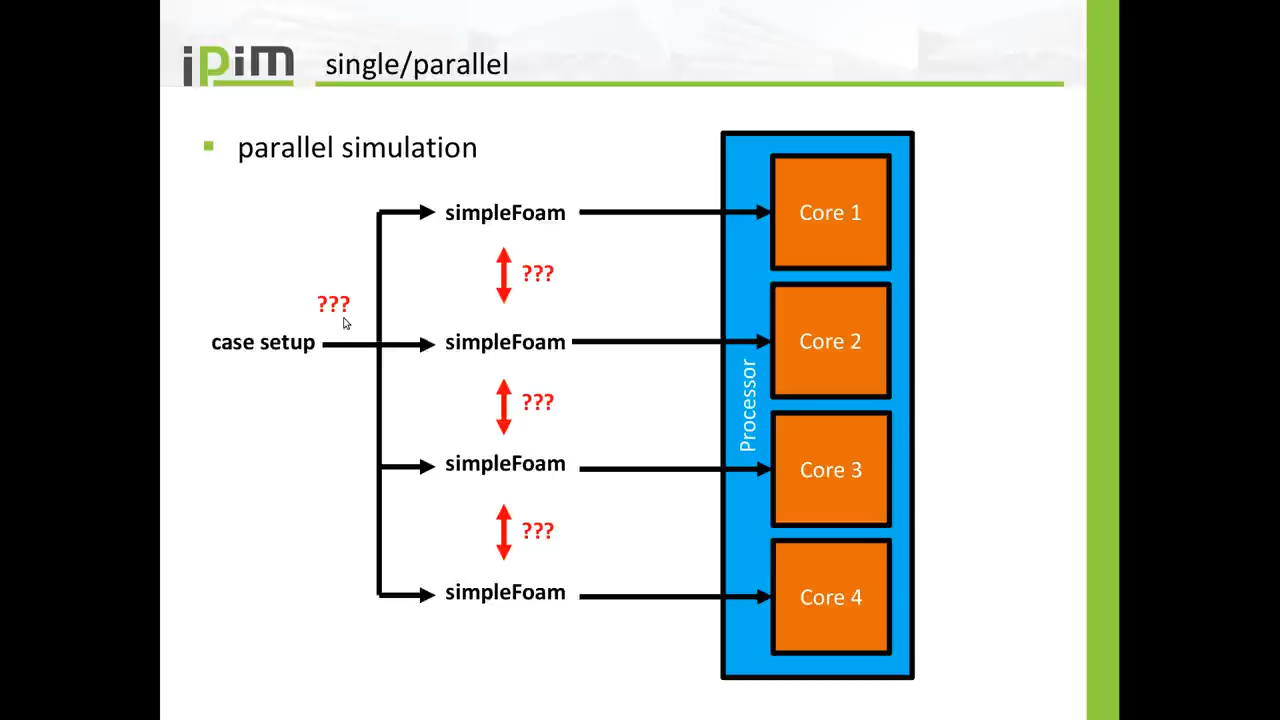 iPiM
single/parallel
parallel simulation
simpleFoam
Core 1
???
???
case setup
simpleFoam
Core 2
Processor
???
simpleFoam
Core 3
???
simpleFoam
Core 4